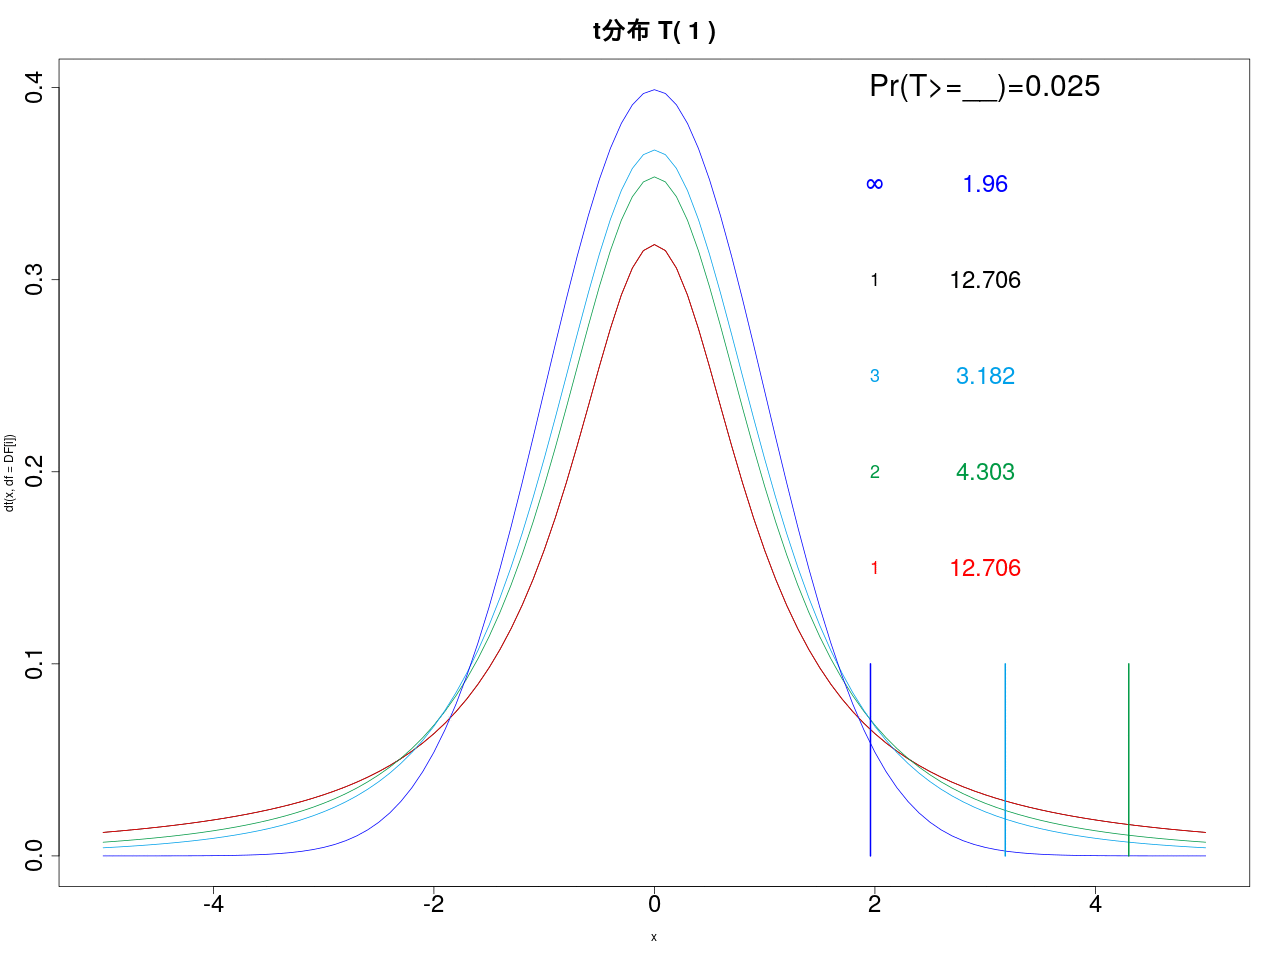 t分布 T( 1 )
Pr(T>=__)=0.025
∞ 1.96
1 12.706
3 3.182
2 4.303
1 12.706
dt(x, df = DF[i])
0.4
0.3
0.2
0.1
0.0
-4 -2 0 2 4
x